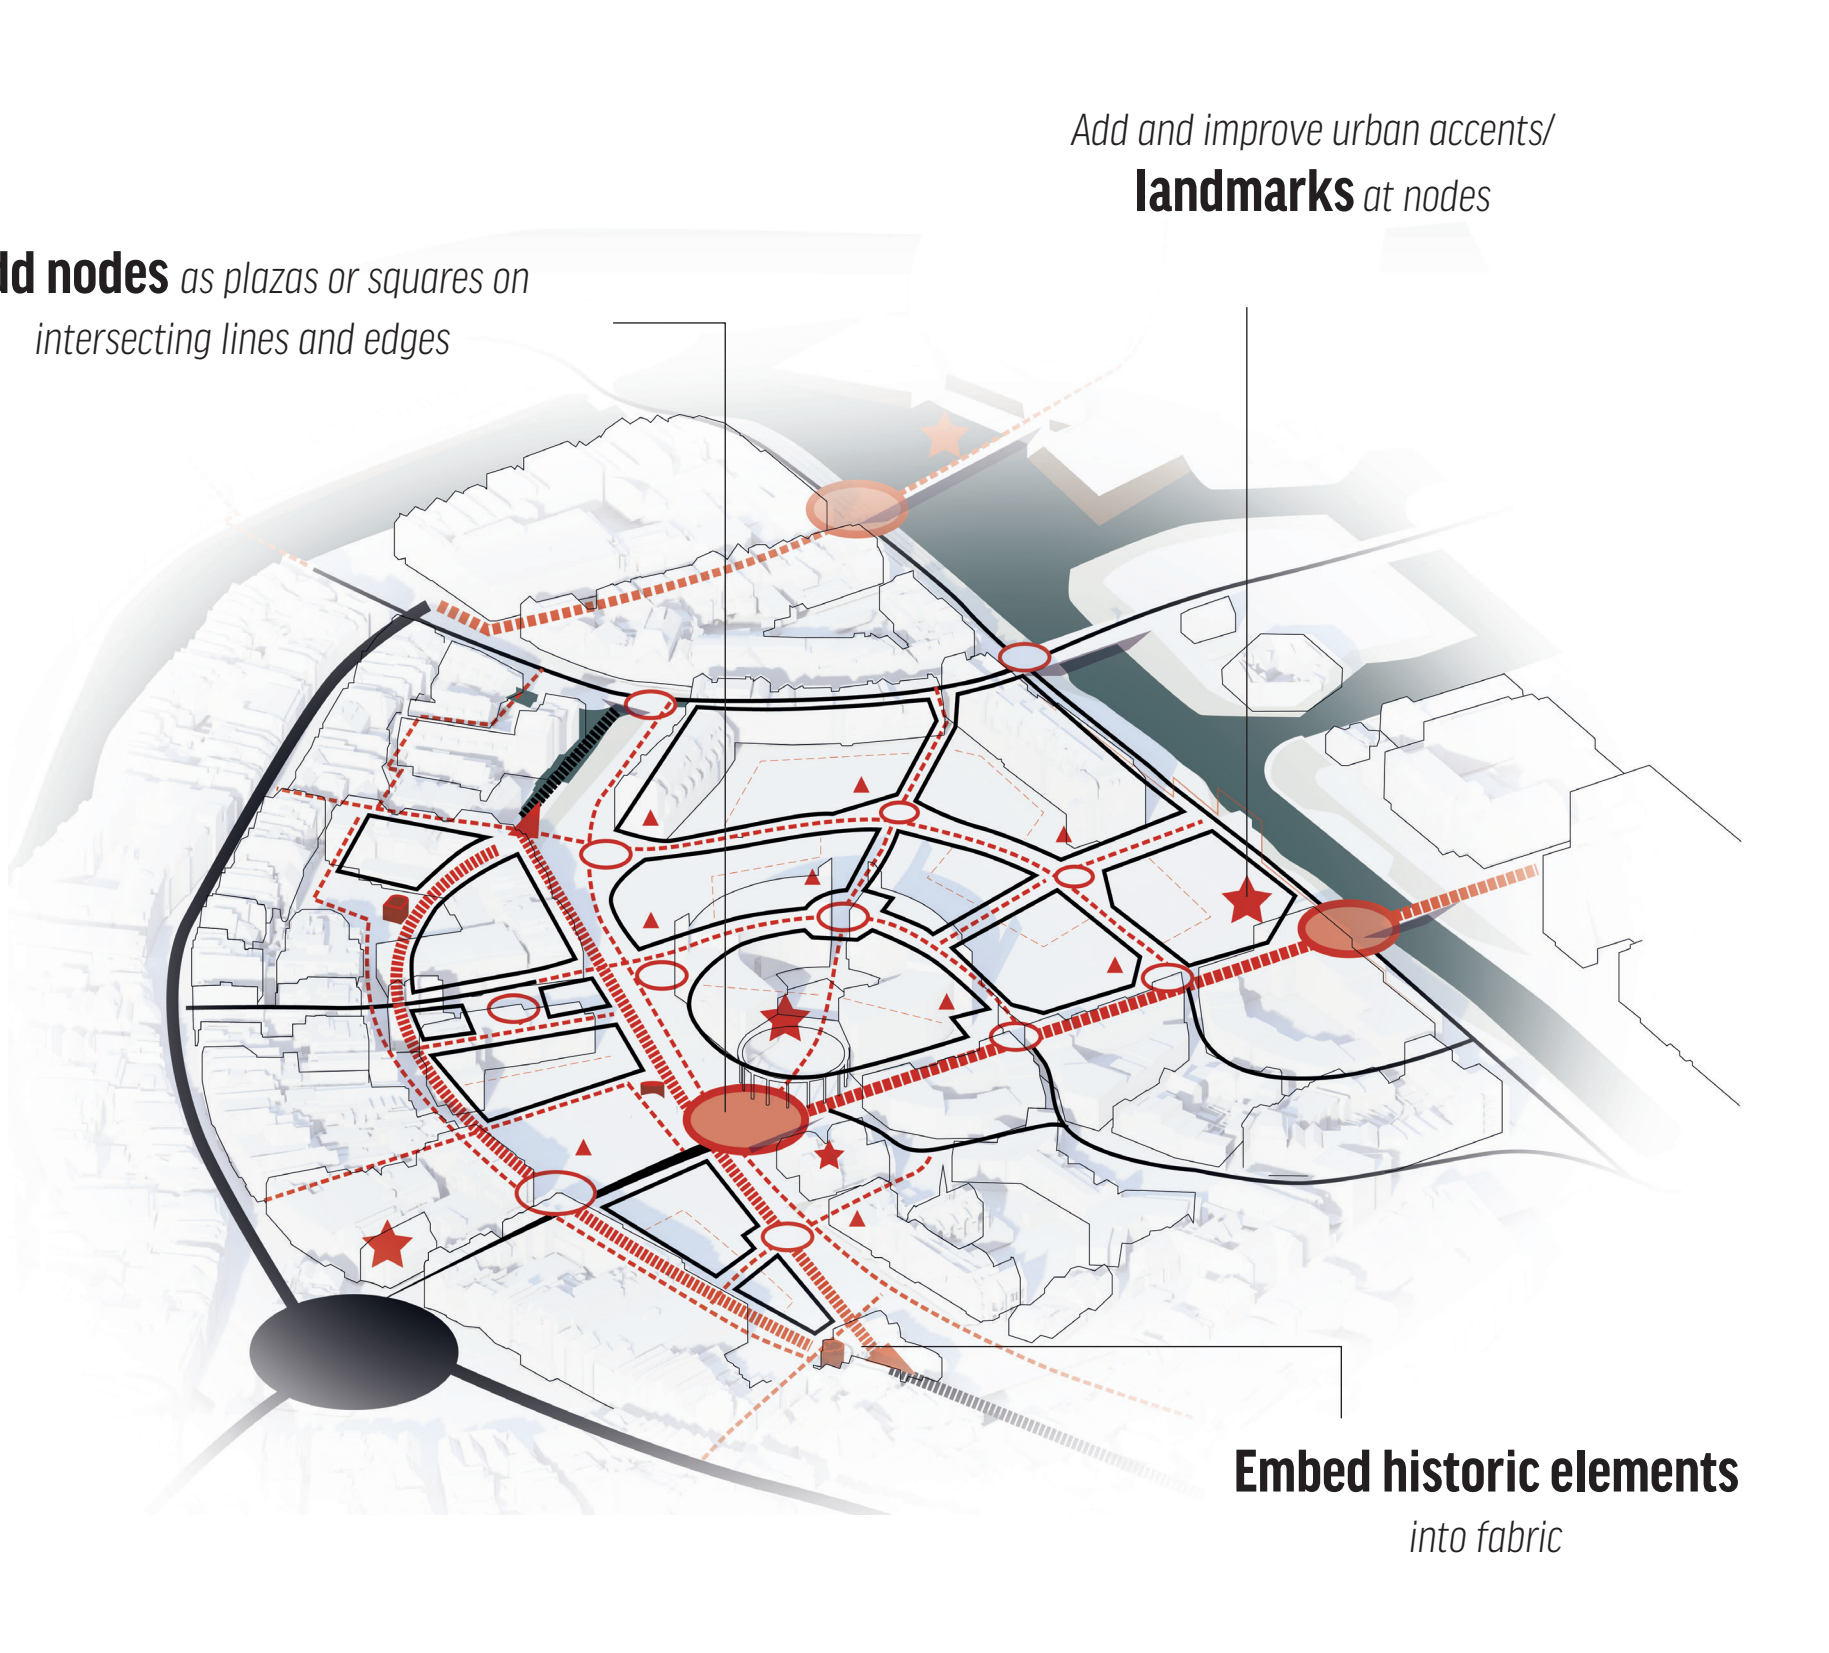 Add and improve urban accents/
landmarks at nodes
dd nodes as plazas or squares on
intersecting lines and edges
Embed historic elements
into fabric